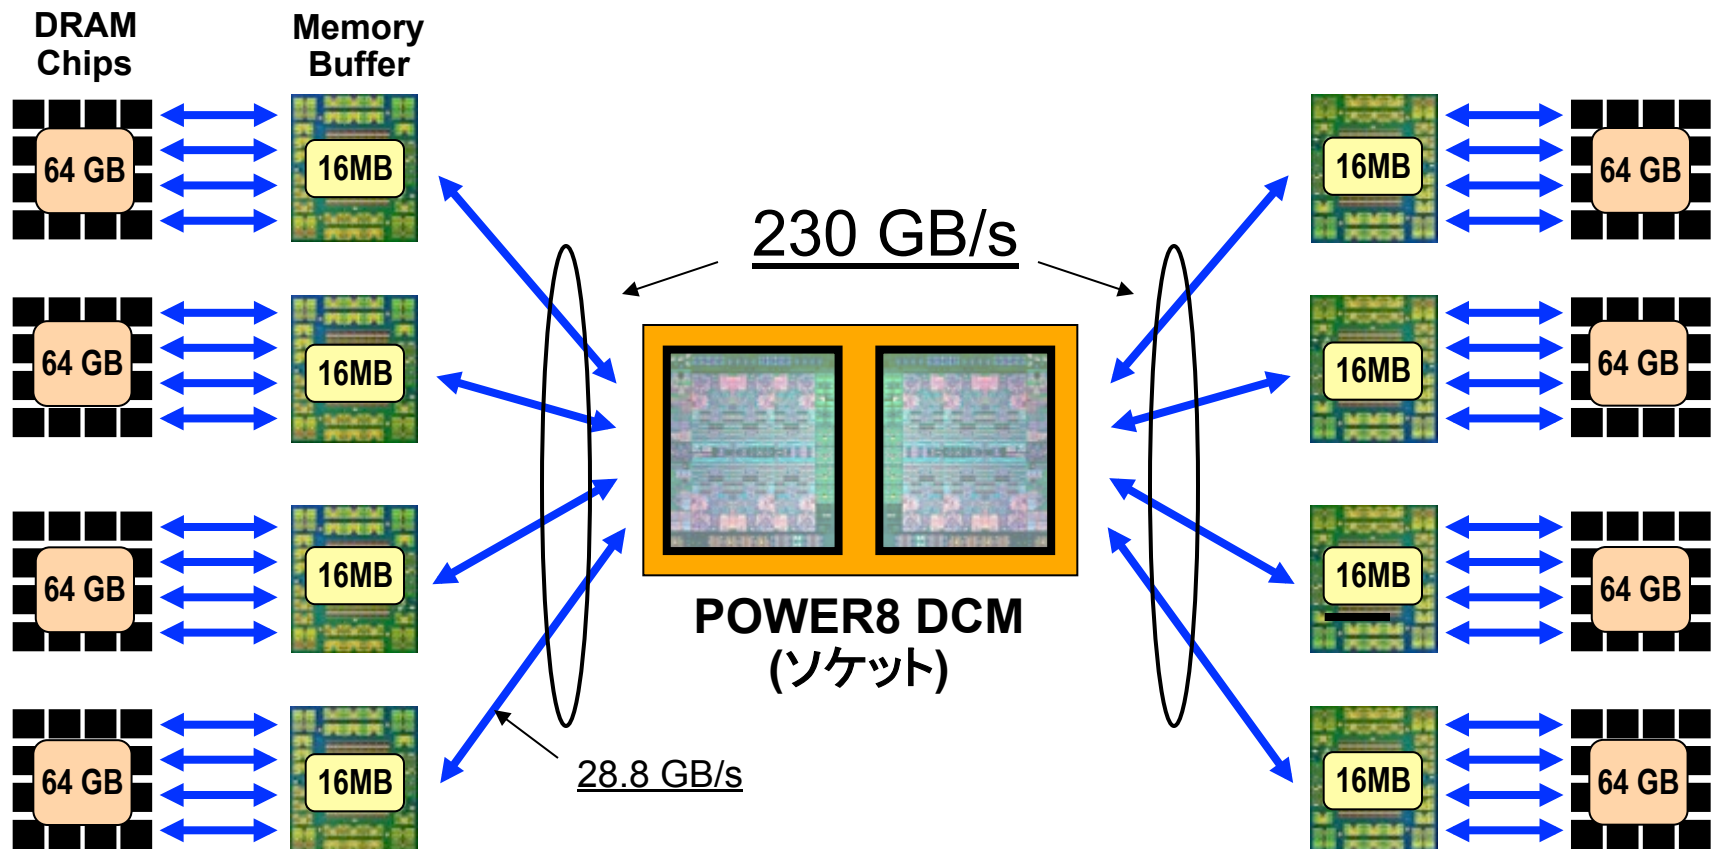 DRAM
Chips
Memory
Buffer
64 GB
16MB
16MB
64 GB
230 GB/s
64 GB
16MB
16MB
64 GB
64 GB
16MB
16MB
64 GB
POWER8 DCM
(ソケット)
64 GB
16MB
28.8 GB/s
16MB
64 GB